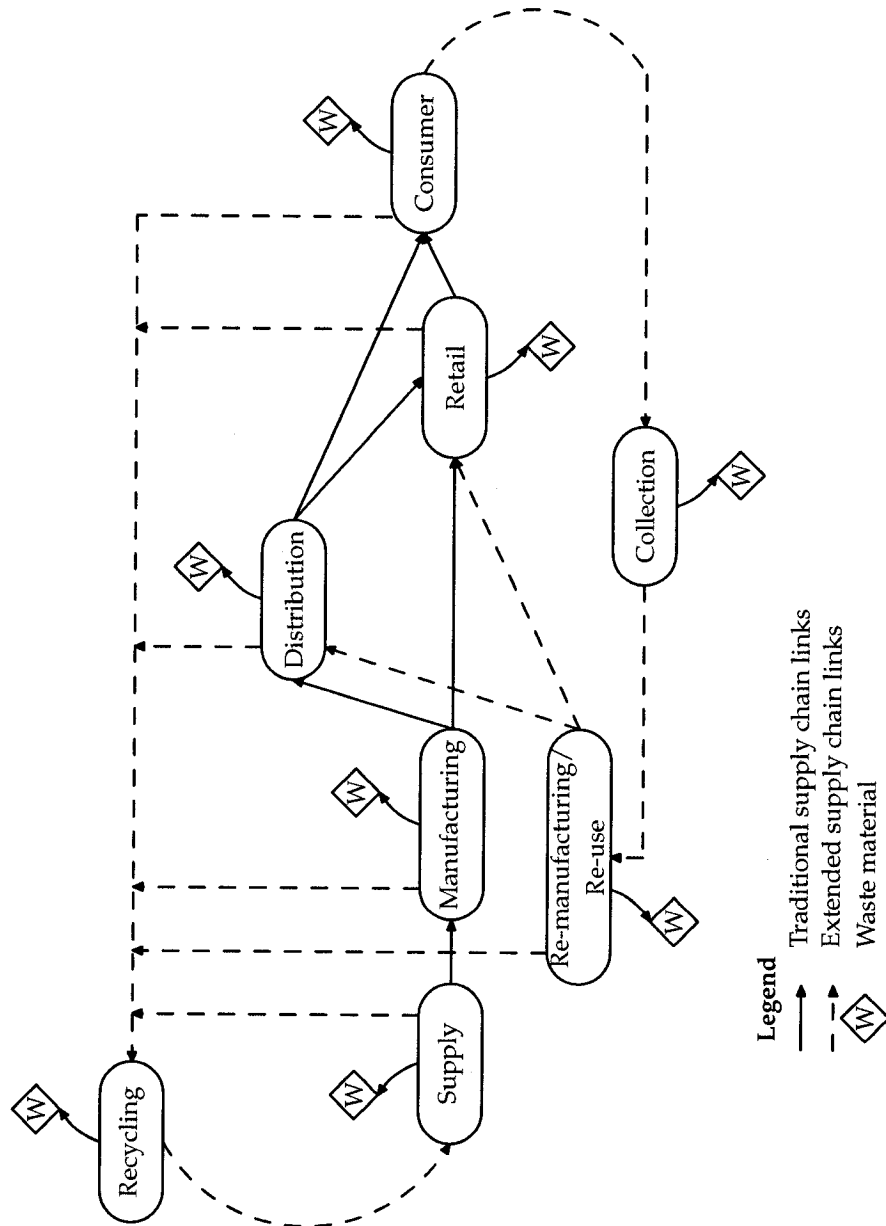 W
Recycling
W
Supply
W
Manufacturing
W
Distribution
W
Consumer
Retail
W
Re-manufacturing/
Re-use
W
Collection
W
Legend
Traditional supply chain links
Extended supply chain links
W
Waste material